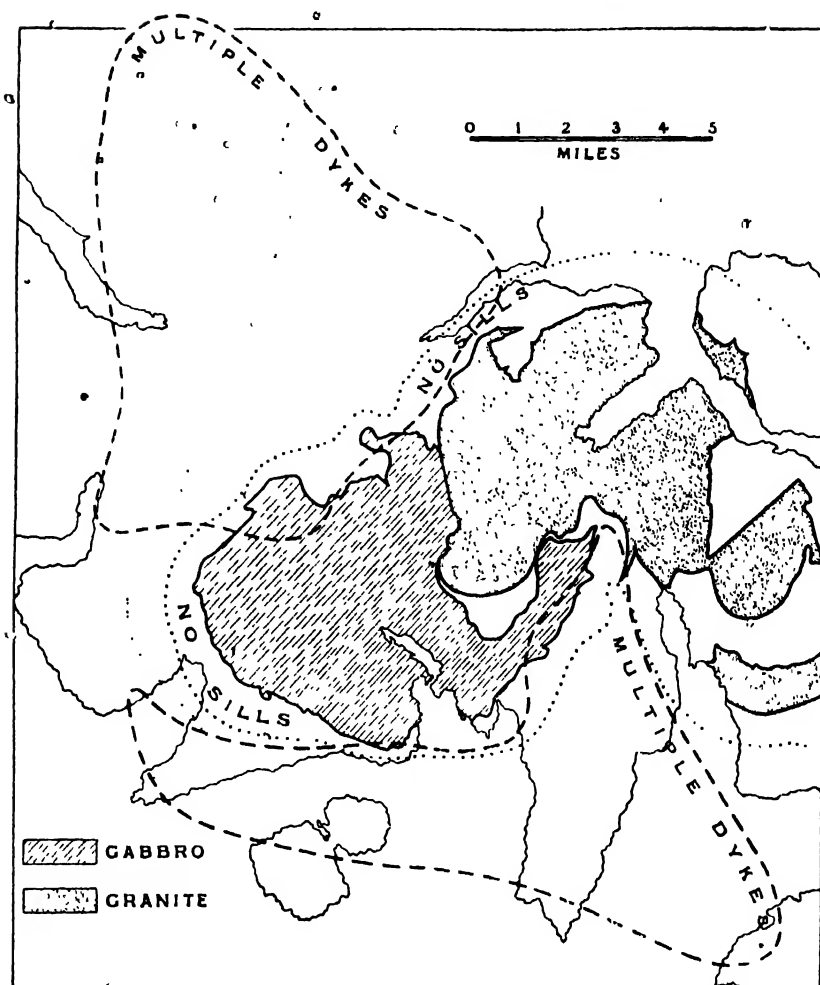 MULTIPLE
DYKES
0 1 2 3 4 5
MILES
NO SILLS
NO
SILLS
MULTIPLE DYKES
GABBRO
GRANITE